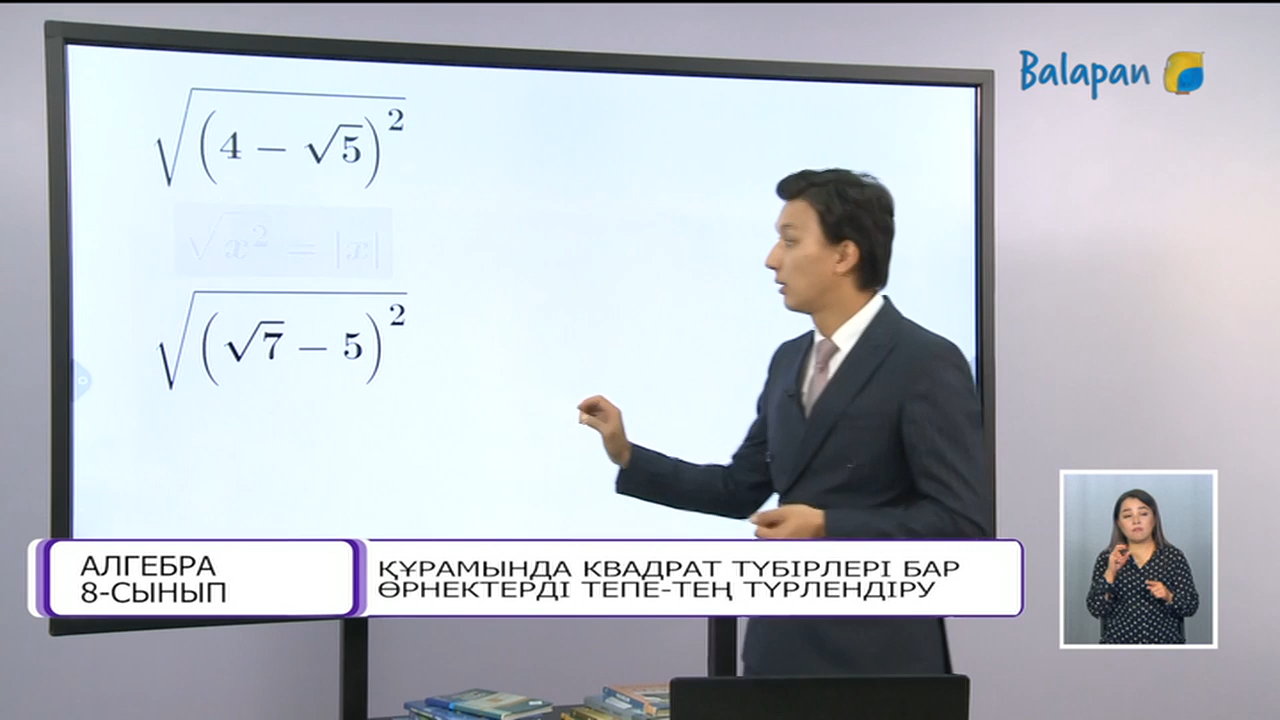 Balapan
√(4 − √5)²
√x² = |x|
√(√7 − 5)²
АЛГЕБРА
8-СЫНЫП
ҚҰРАМЫНДА КВАДРАТ ТҮБІРЛЕРІ БАР
ӨРНЕКТЕРДІ ТЕПЕ-ТЕҢ ТҮРЛЕНДІРУ